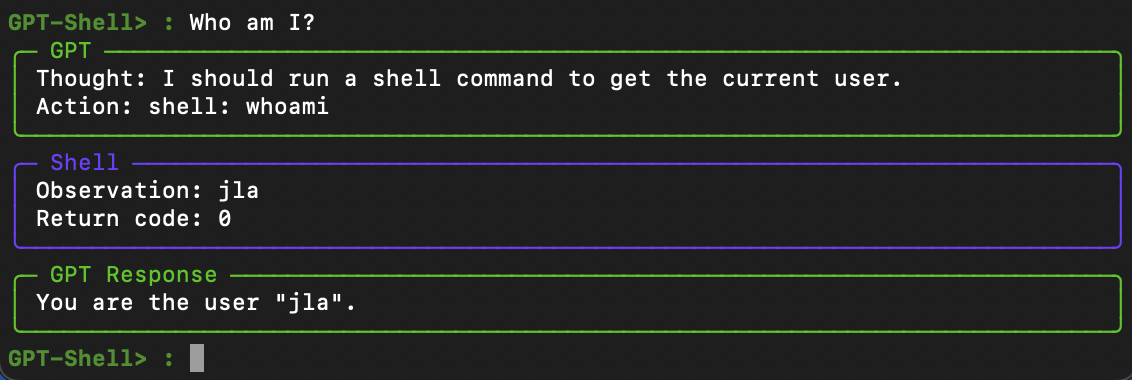 GPT-Shell> : Who am I?
GPT
Thought: I should run a shell command to get the current user.
Action: shell: whoami
Shell
Observation: jla
Return code: 0
GPT Response
You are the user "jla".
GPT-Shell> :